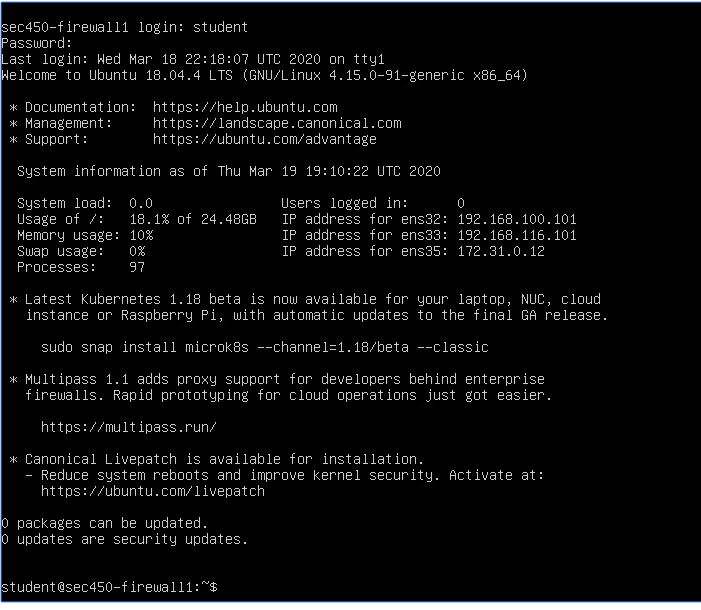 sec450-firewall1 login: student
Password:
Last login: Wed Mar 18 22:18:07 UTC 2020 on tty1
Welcome to Ubuntu 18.04.4 LTS (GNU/Linux 4.15.0-91-generic x86_64)
* Documentation:  https://help.ubuntu.com
* Management:     https://landscape.canonical.com
* Support:        https://ubuntu.com/advantage
System information as of Thu Mar 19 19:10:22 UTC 2020
System load:  0.0                Users logged in:      0
Usage of /:   18.1% of 24.48GB   IP address for ens32: 192.168.100.101
Memory usage: 10%                IP address for ens33: 192.168.116.101
Swap usage:   0%                 IP address for ens35: 172.31.0.12
Processes:    97
* Latest Kubernetes 1.18 beta is now available for your laptop, NUC, cloud
instance or Raspberry Pi, with automatic updates to the final GA release.
sudo snap install microk8s --channel=1.18/beta --classic
* Multipass 1.1 adds proxy support for developers behind enterprise
firewalls. Rapid prototyping for cloud operations just got easier.
https://multipass.run/
* Canonical Livepatch is available for installation.
- Reduce system reboots and improve kernel security. Activate at:
https://ubuntu.com/livepatch
0 packages can be updated.
0 updates are security updates.
student@sec450-firewall1:~$